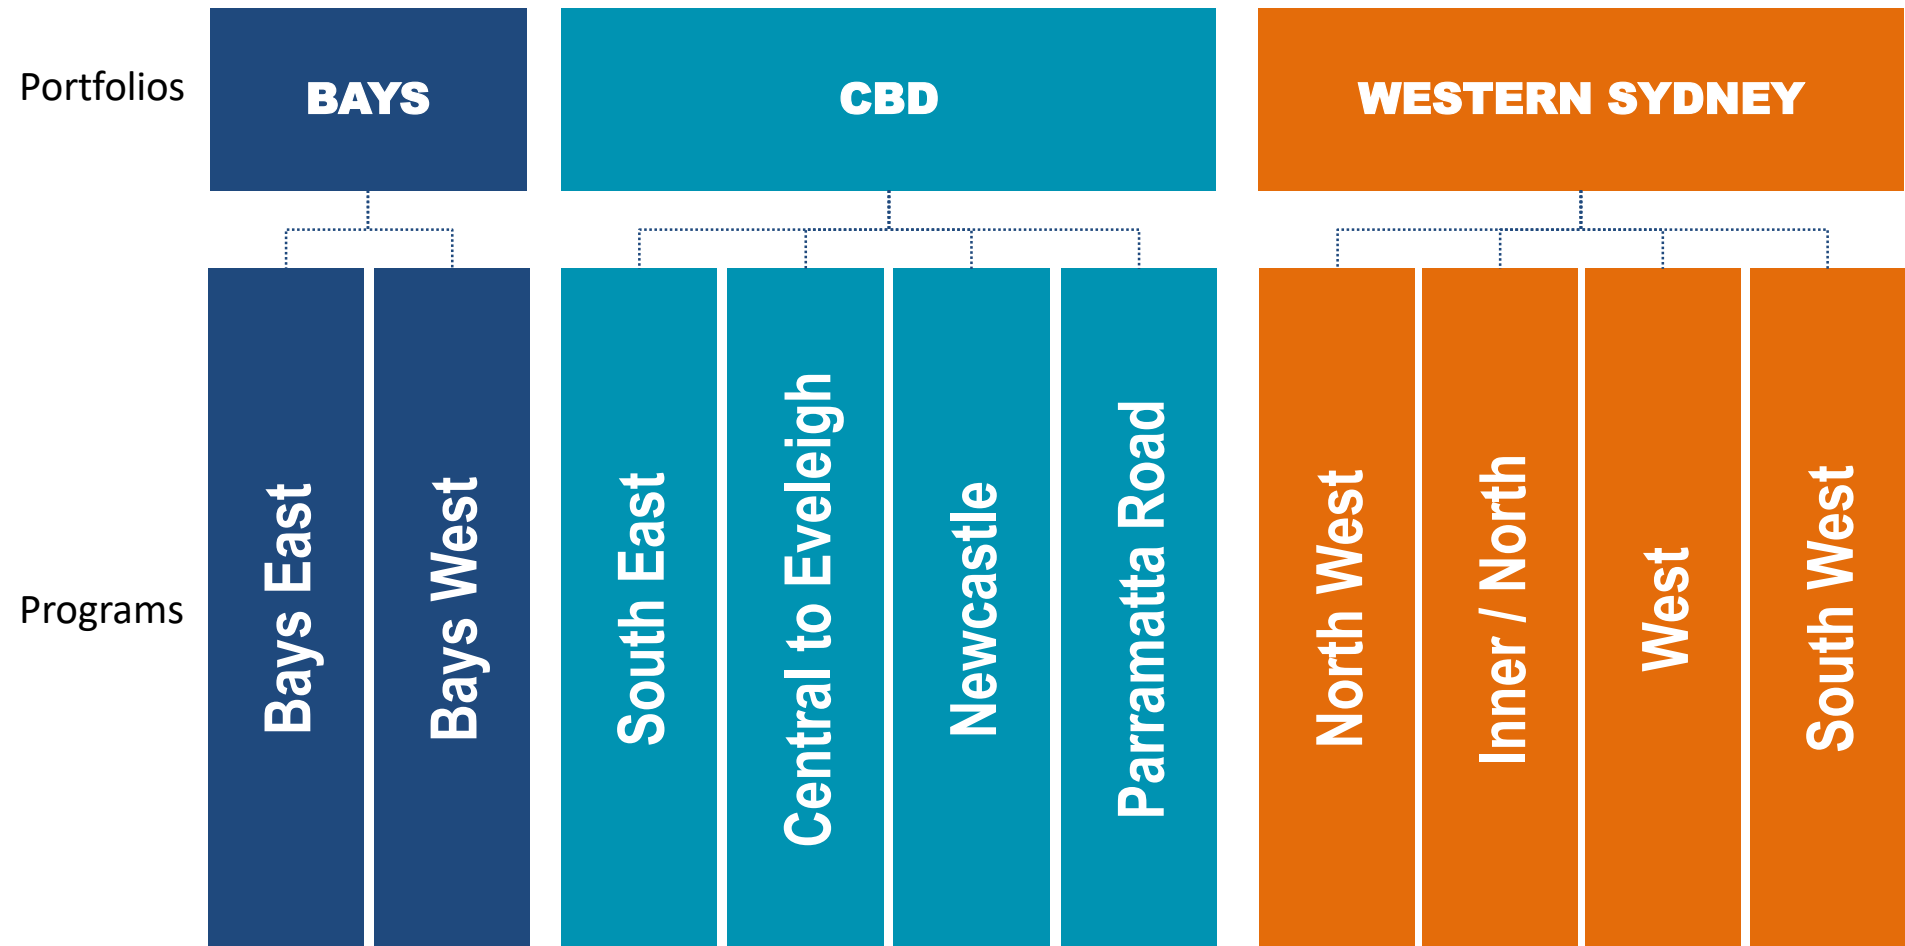 Portfolios
BAYS
CBD
WESTERN SYDNEY
Programs
Bays East
Bays West
South East
Central to Eveleigh
Newcastle
Parramatta Road
North West
Inner / North
West
South West